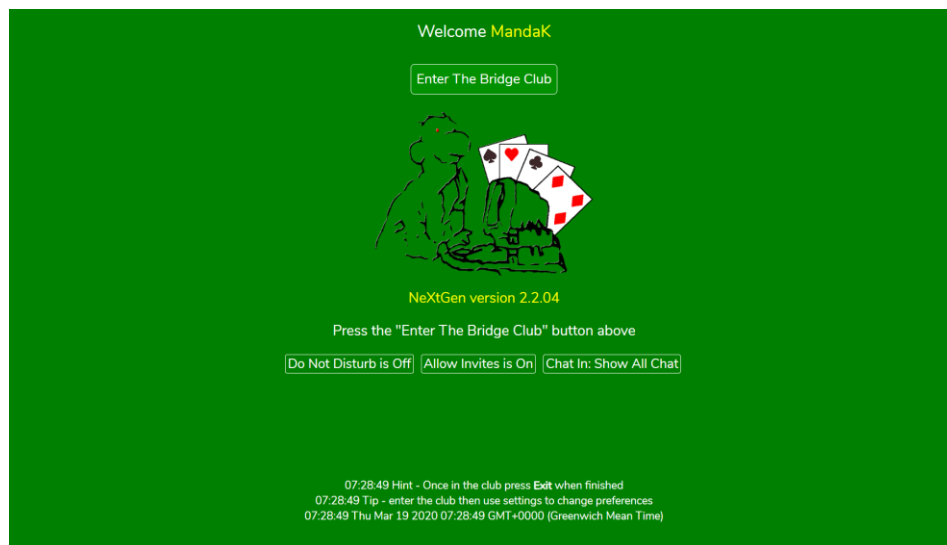 Welcome MandaK
Enter The Bridge Club
NeXtGen version 2.2.04
Press the "Enter The Bridge Club" button above
Do Not Disturb is Off Allow Invites is On Chat In: Show All Chat
07:28:49 Hint - Once in the club press Exit when finished
07:28:49 Tip - enter the club then use settings to change preferences
07:28:49 Thu Mar 19 2020 07:28:49 GMT+0000 (Greenwich Mean Time)